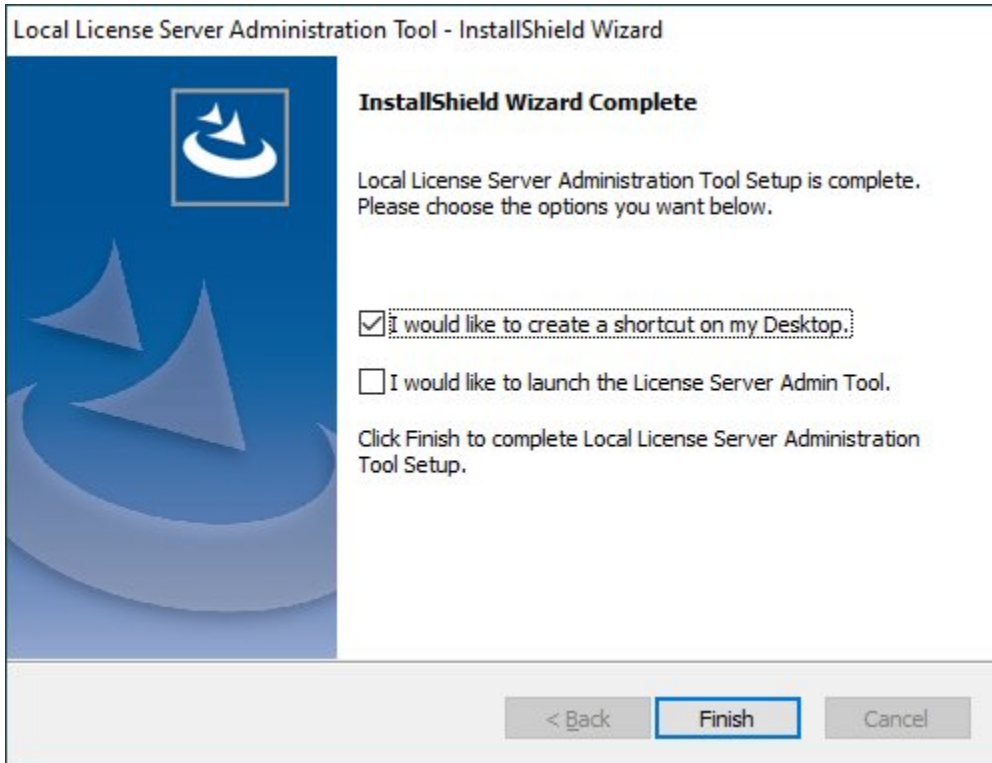 Local License Server Administration Tool - InstallShield Wizard
InstallShield Wizard Complete
Local License Server Administration Tool Setup is complete.
Please choose the options you want below.
I would like to create a shortcut on my Desktop.
I would like to launch the License Server Admin Tool.
Click Finish to complete Local License Server Administration
Tool Setup.
< Back
Finish
Cancel